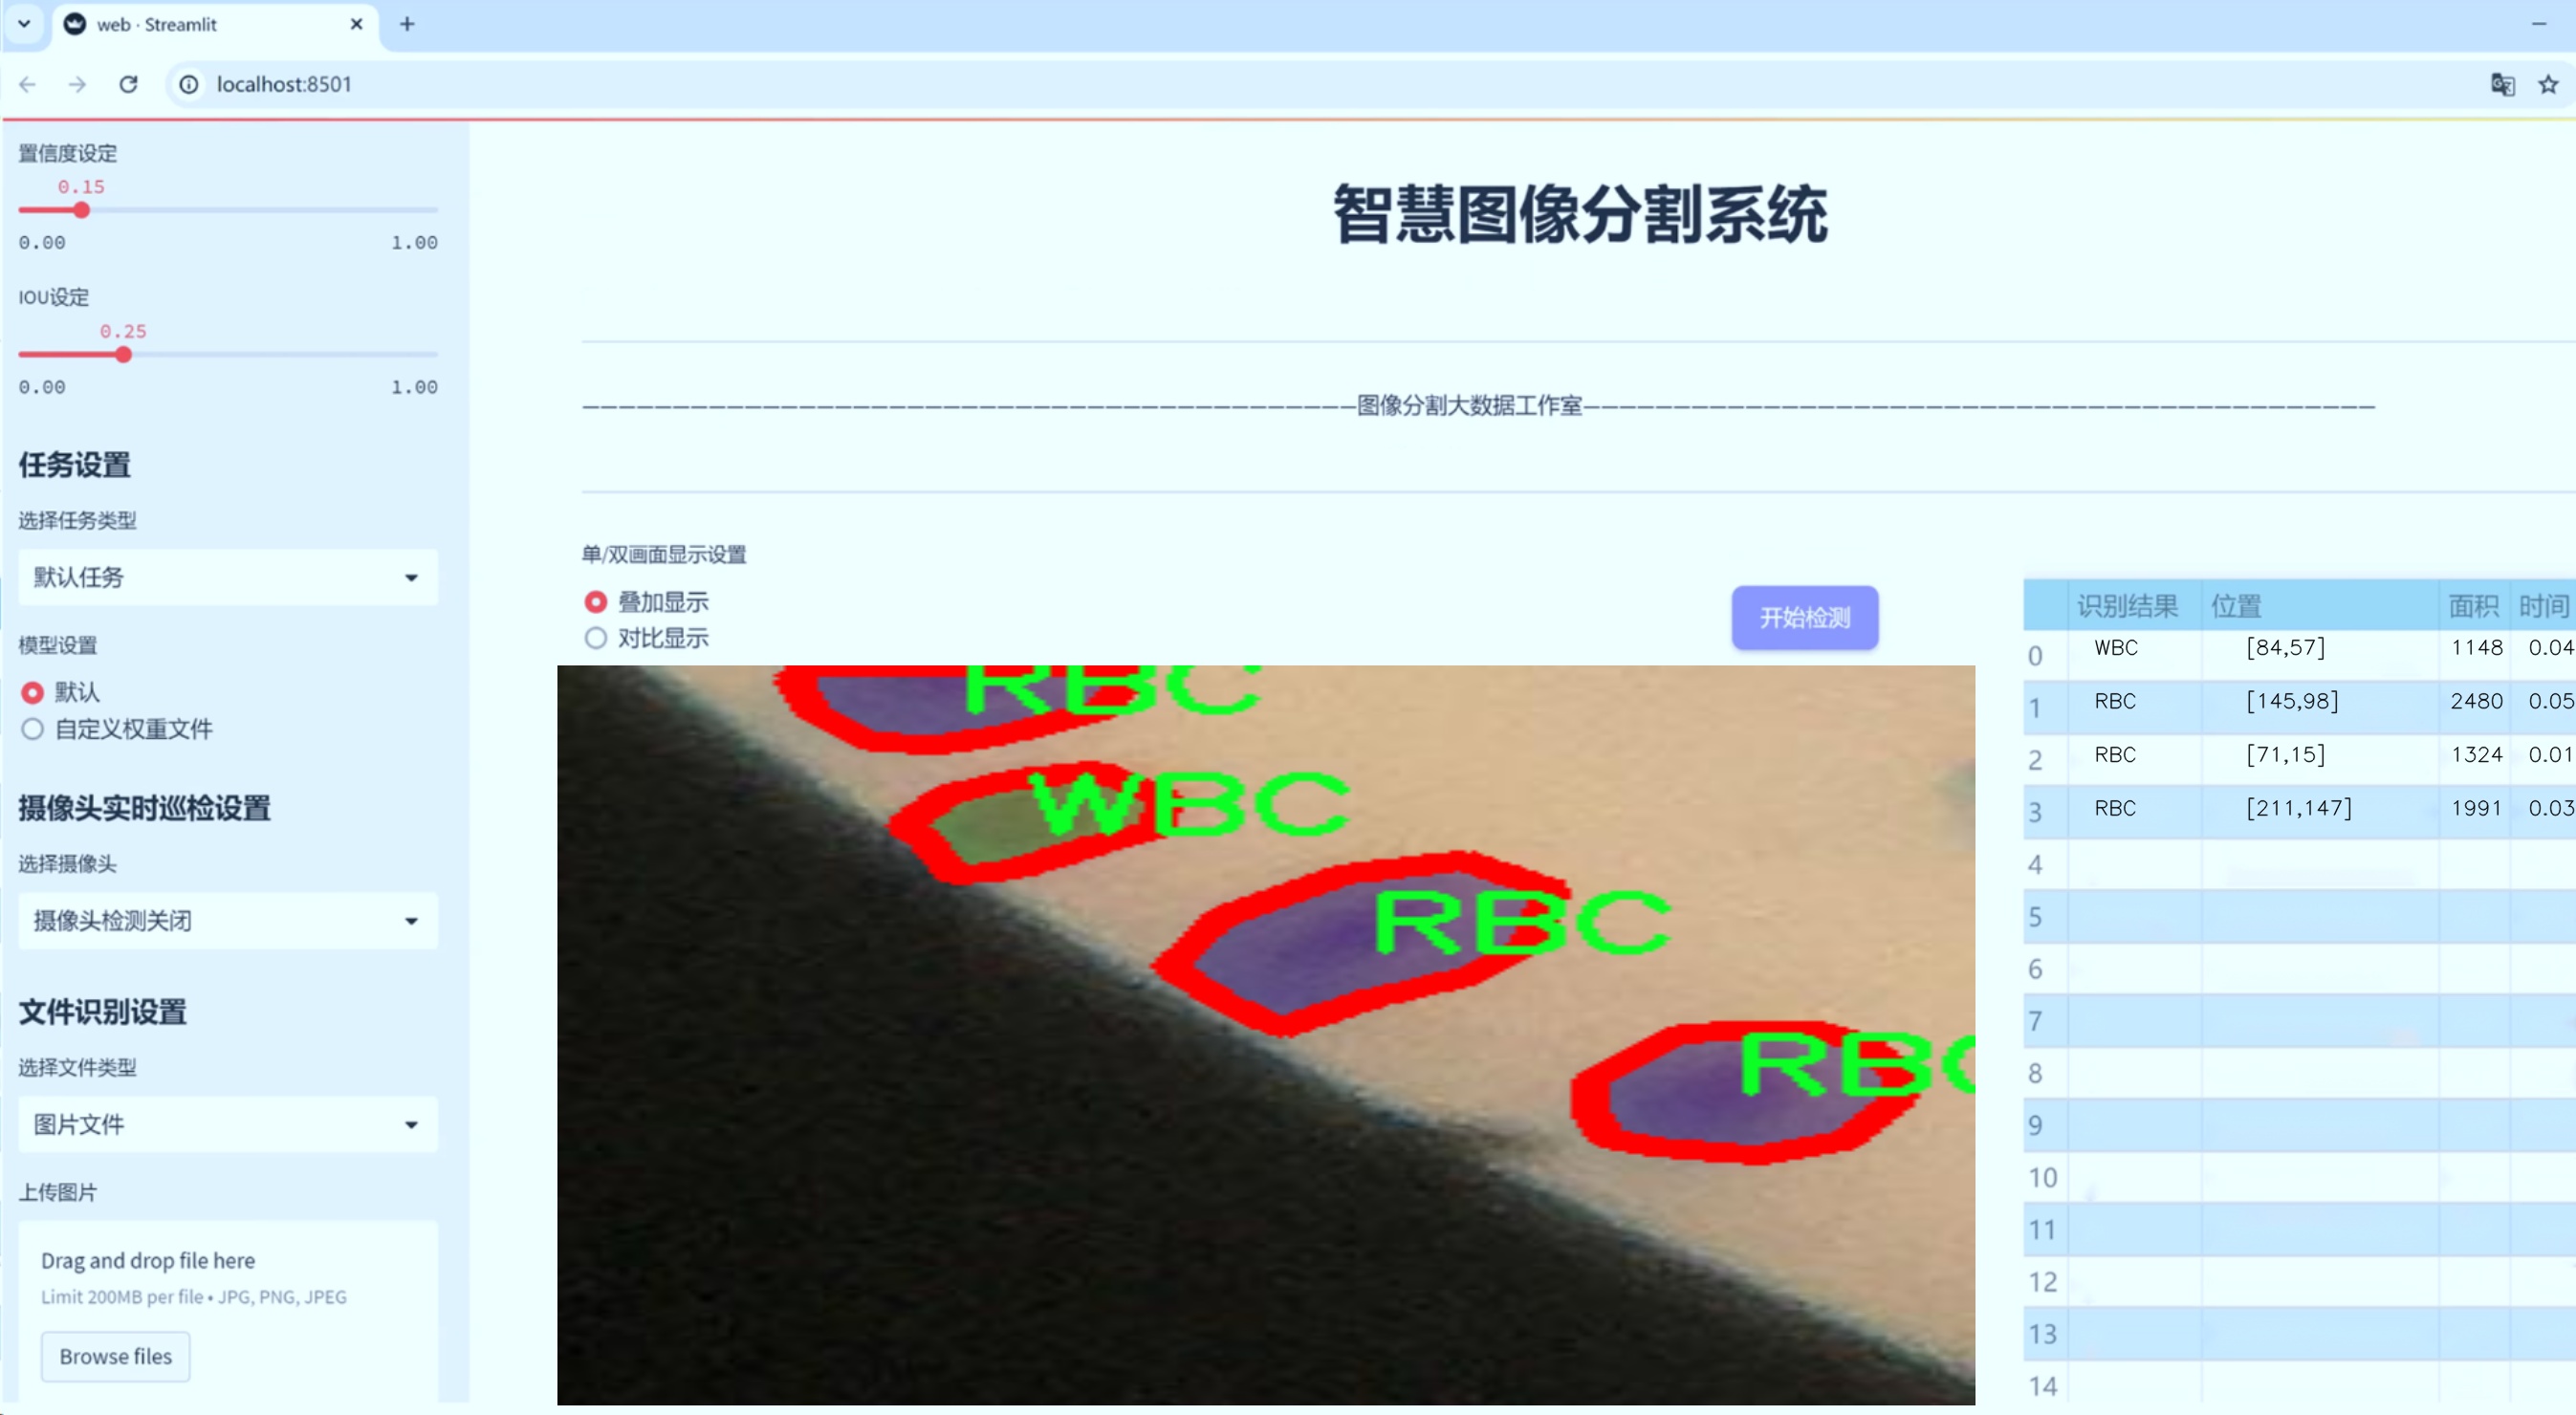 web · Streamlit
localhost:8501
置信度设定
0.15
0.00 1.00
IOU设定
0.25
0.00 1.00
任务设置
选择任务类型
默认任务
模型设置
默认
自定义权重文件
摄像头实时巡检设置
选择摄像头
摄像头检测关闭
文件识别设置
选择文件类型
图片文件
上传图片
Drag and drop file here
Limit 200MB per file • JPG, PNG, JPEG
Browse files
智慧图像分割系统
图像分割大数据工作室
单/双画面显示设置
叠加显示
对比显示
开始检测
RBC
WBC
RBC
RBC
识别结果 位置 面积 时间
0 WBC [84,57] 1148 0.04
1 RBC [145,98] 2480 0.05
2 RBC [71,15] 1324 0.01
3 RBC [211,147] 1991 0.03
4
5
6
7
8
9
10
11
12
13
14